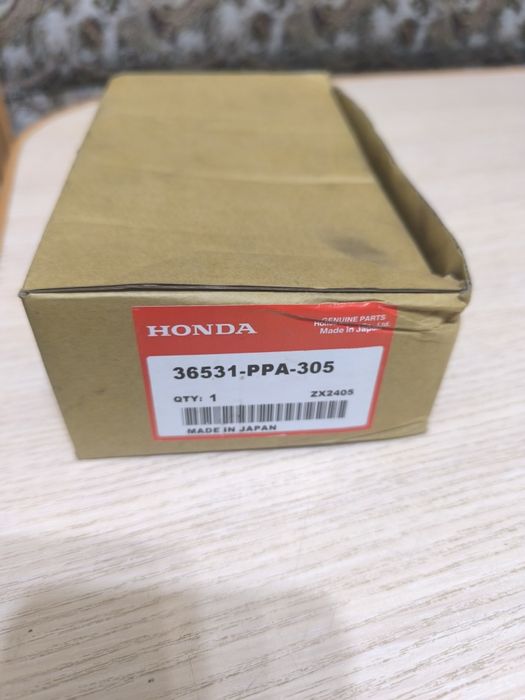 HONDA
GENUINE PARTS
Made in Japan
36531-PPA-305
QTY: 1
ZX2405
MADE IN JAPAN